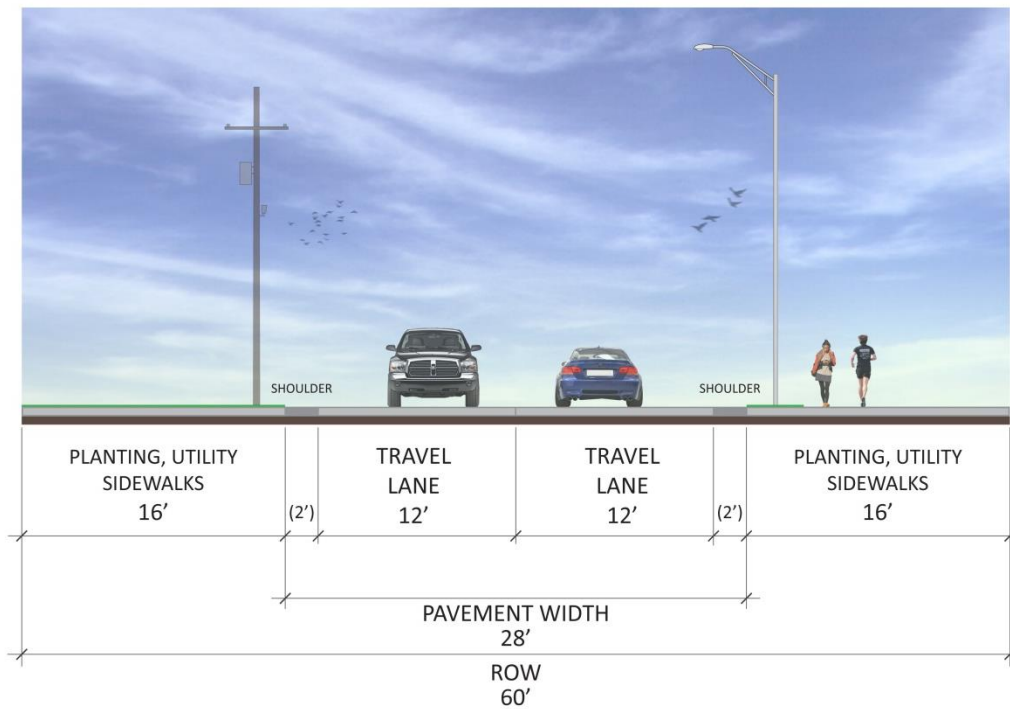 SHOULDER
SHOULDER
PLANTING, UTILITY
SIDEWALKS
16’
(2’)
TRAVEL
LANE
12’
TRAVEL
LANE
12’
(2’)
PLANTING, UTILITY
SIDEWALKS
16’
PAVEMENT WIDTH
28’
ROW
60’